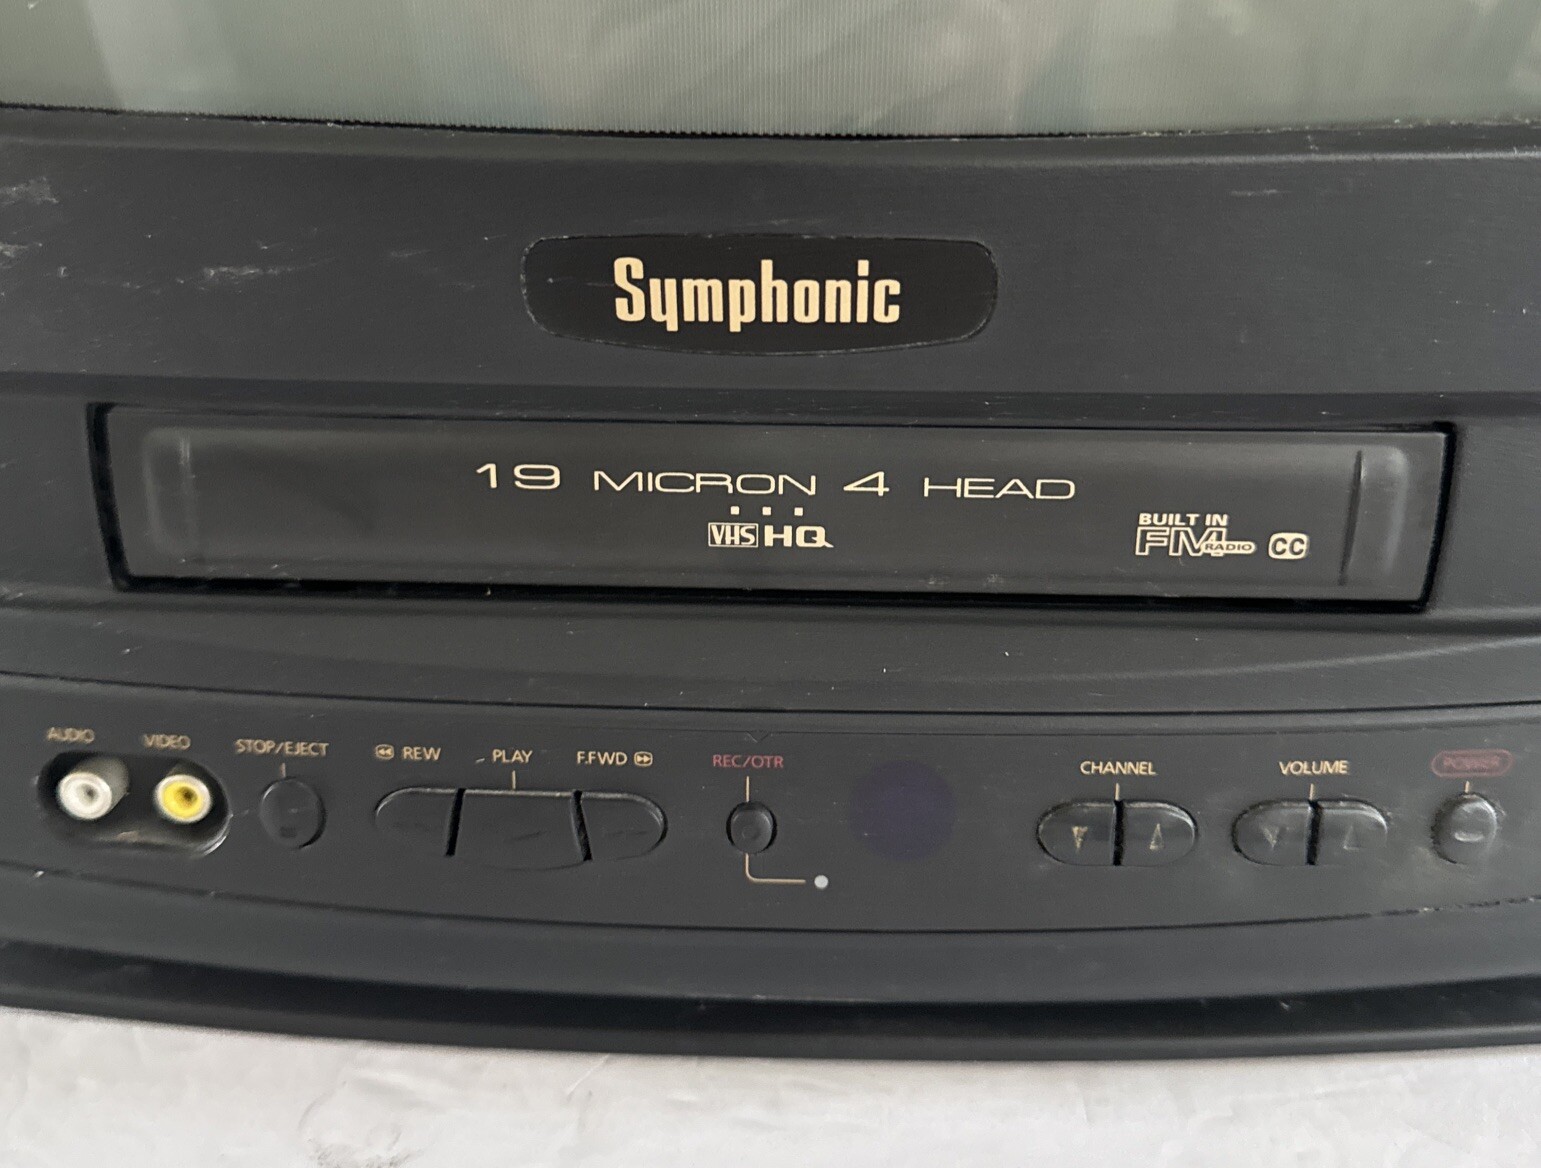 Symphonic
19 MICRON 4 HEAD
VHS HQ
BUILT IN
FM RADIO CC
AUDIO VIDEO STOP/EJECT REW PLAY F.FWD REC/OTR CHANNEL VOLUME POWER